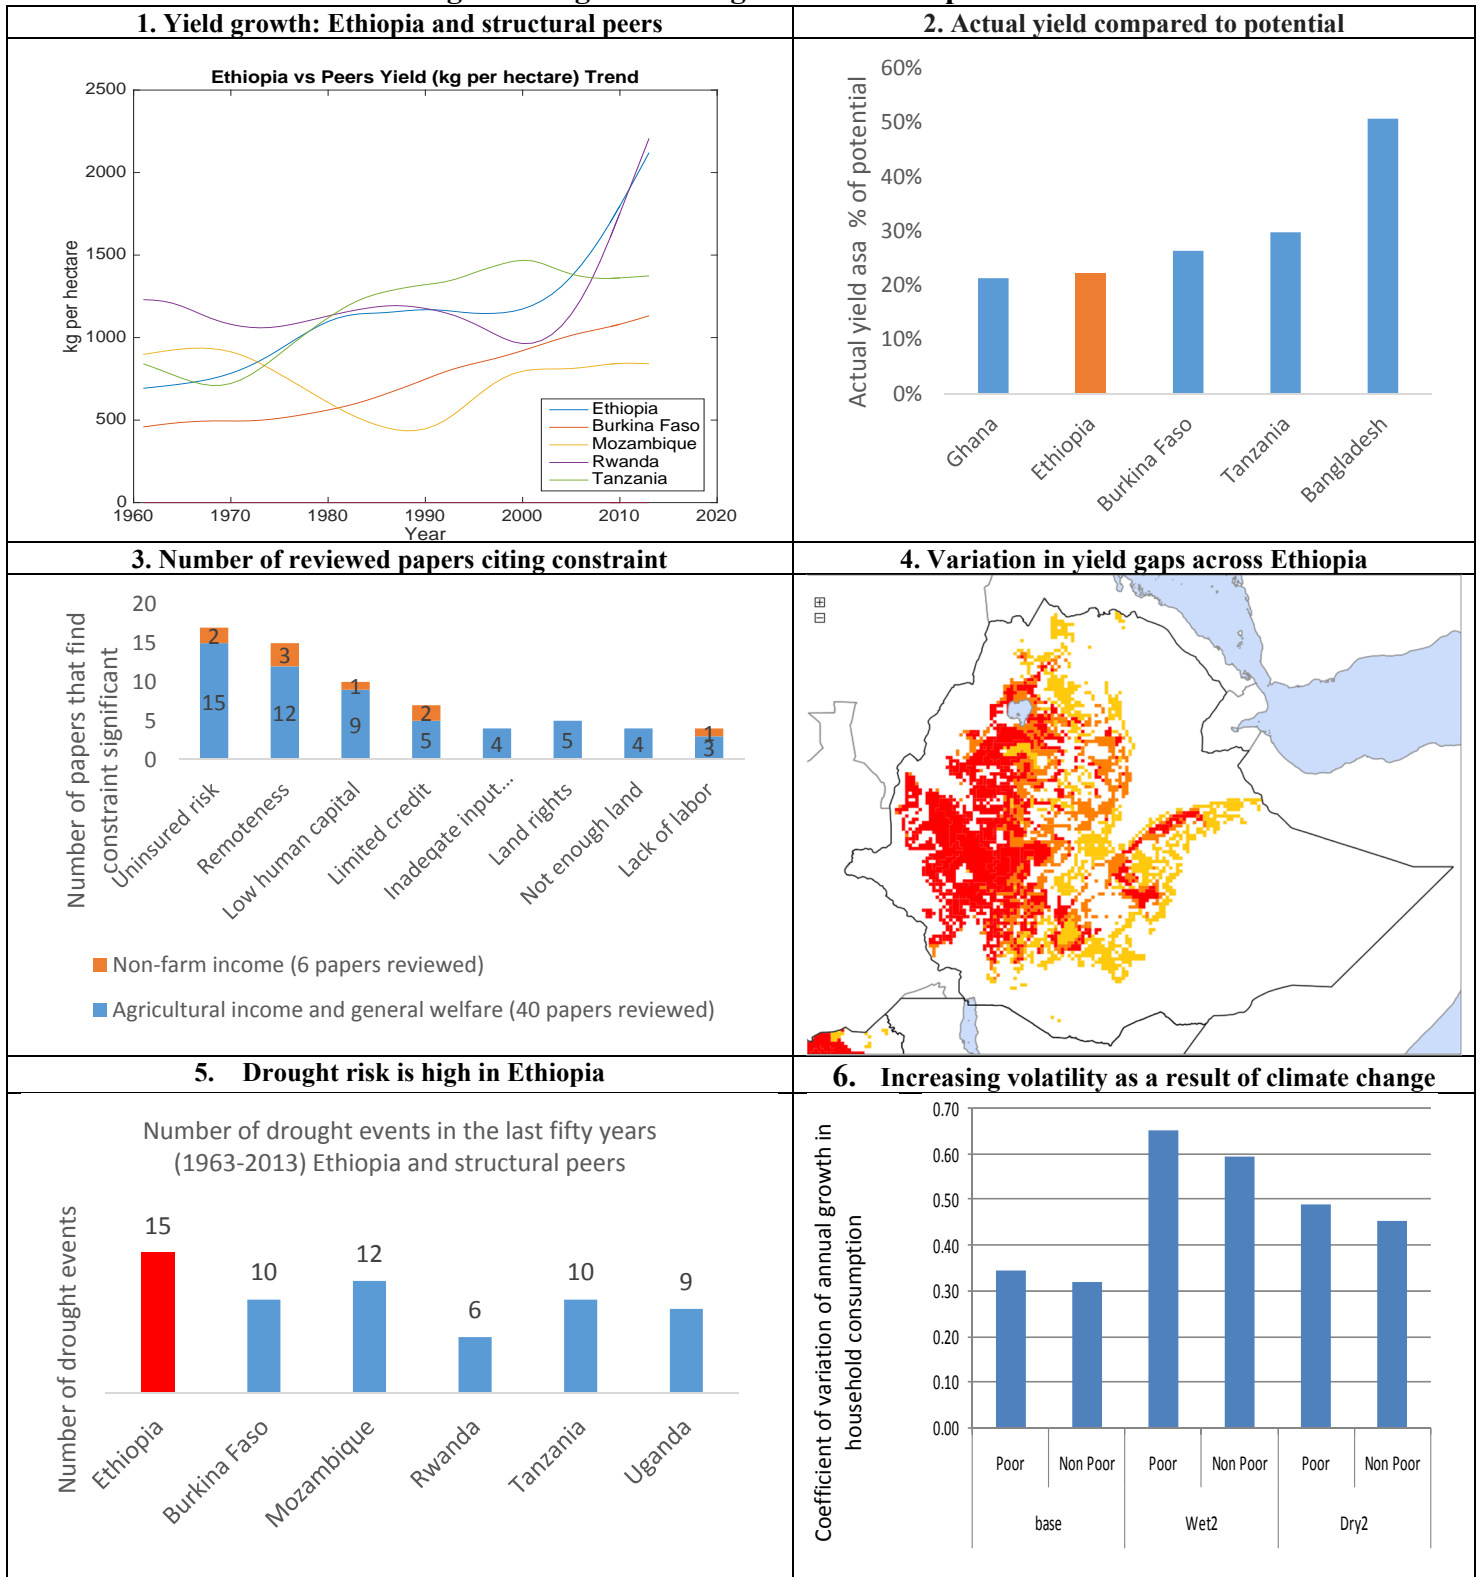 1. Yield growth: Ethiopia and structural peers
2. Actual yield compared to potential
Ethiopia vs Peers Yield (kg per hectare) Trend
2500
2000
1500
1000
500
0
kg per hectare
1960
1970
1980
1990
2000
2010
2020
Year
Ethiopia
Burkina Faso
Mozambique
Rwanda
Tanzania
Actual yield asa % of potential
60%
50%
40%
30%
20%
10%
0%
Ghana
Ethiopia
Burkina Faso
Tanzania
Bangladesh
3. Number of reviewed papers citing constraint
4. Variation in yield gaps across Ethiopia
Number of papers that find
constraint significant
20
15
10
5
0
2
15
3
12
1
9
2
5
4
5
4
1
3
Uninsured risk
Remoteness
Low human capital
Limited credit
Inadeqate input...
Land rights
Not enough land
Lack of labor
Non-farm income (6 papers reviewed)
Agricultural income and general welfare (40 papers reviewed)
5. Drought risk is high in Ethiopia
6. Increasing volatility as a result of climate change
Number of drought events in the last fifty years
(1963-2013) Ethiopia and structural peers
Number of drought events
15
10
12
6
10
9
Ethiopia
Burkina Faso
Mozambique
Rwanda
Tanzania
Uganda
Coefficient of variation of annual growth in
household consumption
0.70
0.60
0.50
0.40
0.30
0.20
0.10
0.00
Poor
Non Poor
Poor
Non Poor
Poor
Non Poor
base
Wet2
Dry2